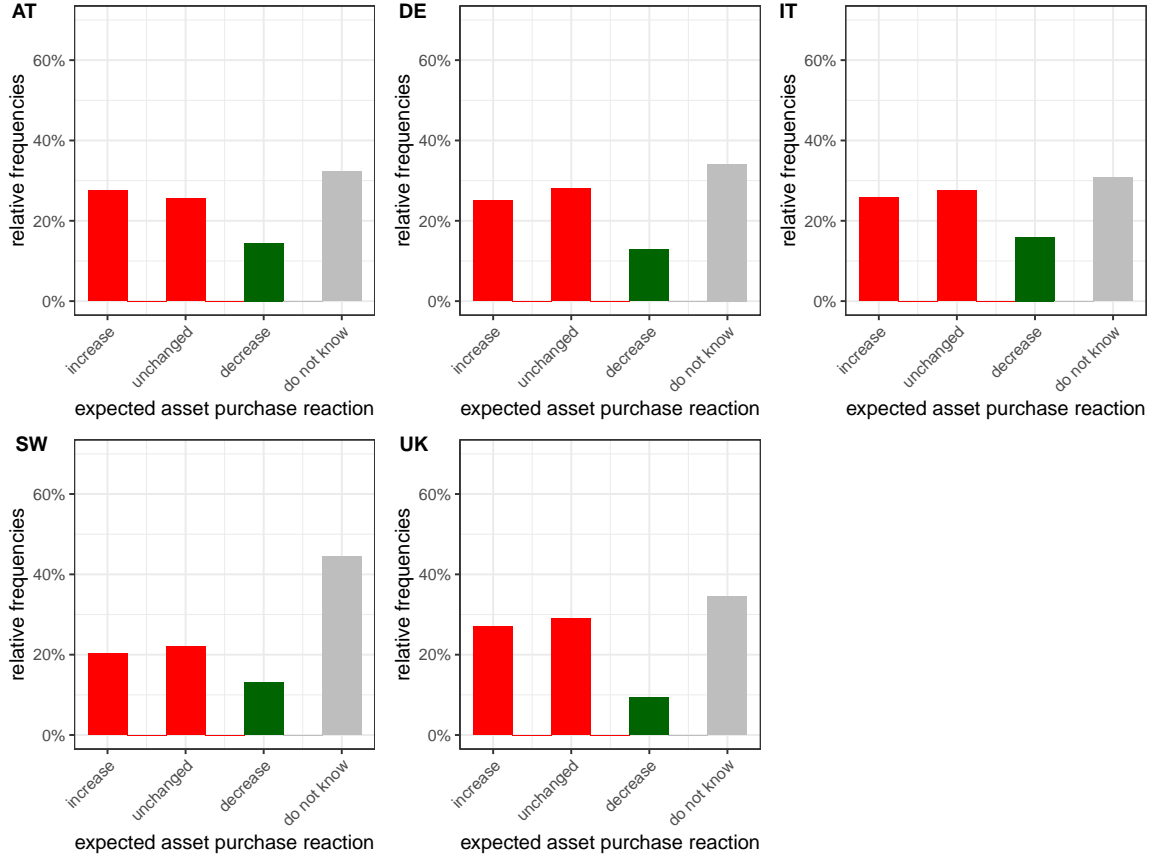 AT
relative frequencies
60%
40%
20%
0%
increase
unchanged
decrease
do not know
expected asset purchase reaction
DE
relative frequencies
60%
40%
20%
0%
increase
unchanged
decrease
do not know
expected asset purchase reaction
IT
relative frequencies
60%
40%
20%
0%
increase
unchanged
decrease
do not know
expected asset purchase reaction
SW
relative frequencies
60%
40%
20%
0%
increase
unchanged
decrease
do not know
expected asset purchase reaction
UK
relative frequencies
60%
40%
20%
0%
increase
unchanged
decrease
do not know
expected asset purchase reaction